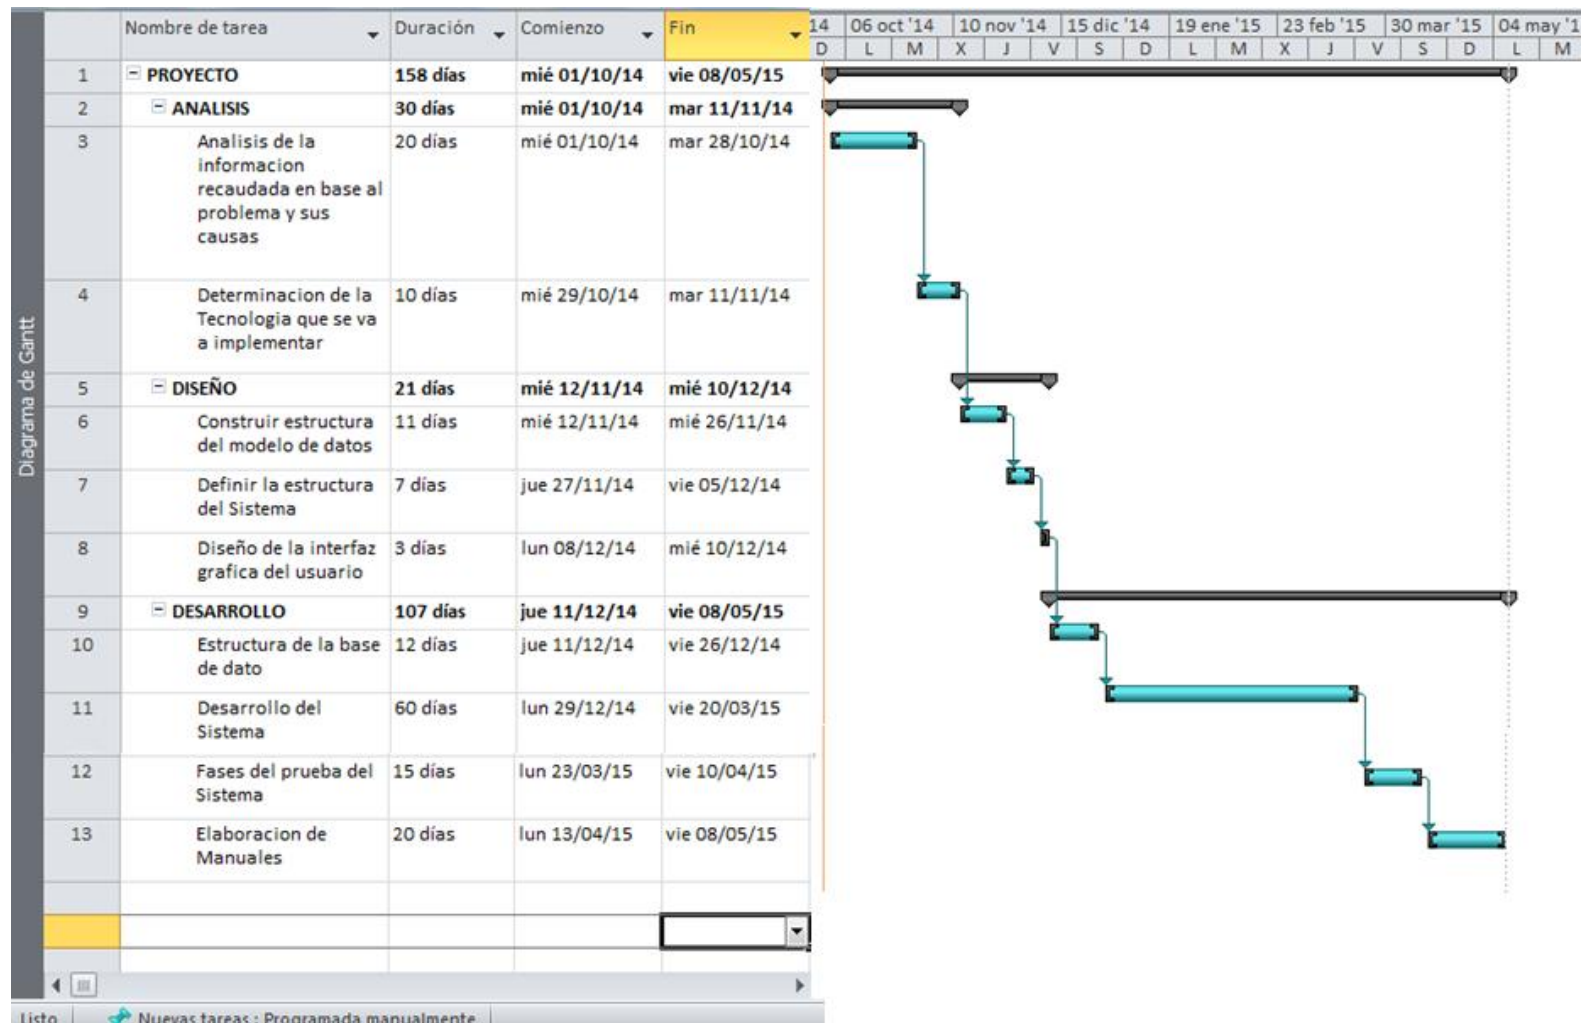 Nombre de tarea Duración Comienzo Fin 14 06 oct '14 10 nov '14 15 dic '14 19 ene '15 23 feb '15 30 mar '15 04 may '1
D L M X J V S D L M X J V S D L M
1 PROYECTO 158 días mié 01/10/14 vie 08/05/15
2 ANALISIS 30 días mié 01/10/14 mar 11/11/14
3 Analisis de la 20 días mié 01/10/14 mar 28/10/14
informacion
recaudada en base al
problema y sus
causas
4 Determinacion de la 10 días mié 29/10/14 mar 11/11/14
Tecnologia que se va
a implementar
Diagrama de Gantt
5 DISEÑO 21 días mié 12/11/14 mié 10/12/14
6 Construir estructura 11 días mié 12/11/14 mié 26/11/14
del modelo de datos
7 Definir la estructura 7 días jue 27/11/14 vie 05/12/14
del Sistema
8 Diseño de la interfaz 3 días lun 08/12/14 mié 10/12/14
grafica del usuario
9 DESARROLLO 107 días jue 11/12/14 vie 08/05/15
10 Estructura de la base 12 días jue 11/12/14 vie 26/12/14
de dato
11 Desarrollo del 60 días lun 29/12/14 vie 20/03/15
Sistema
12 Fases del prueba del 15 días lun 23/03/15 vie 10/04/15
Sistema
13 Elaboracion de 20 días lun 13/04/15 vie 08/05/15
Manuales
Listo Nuevas tareas : Programada manualmente